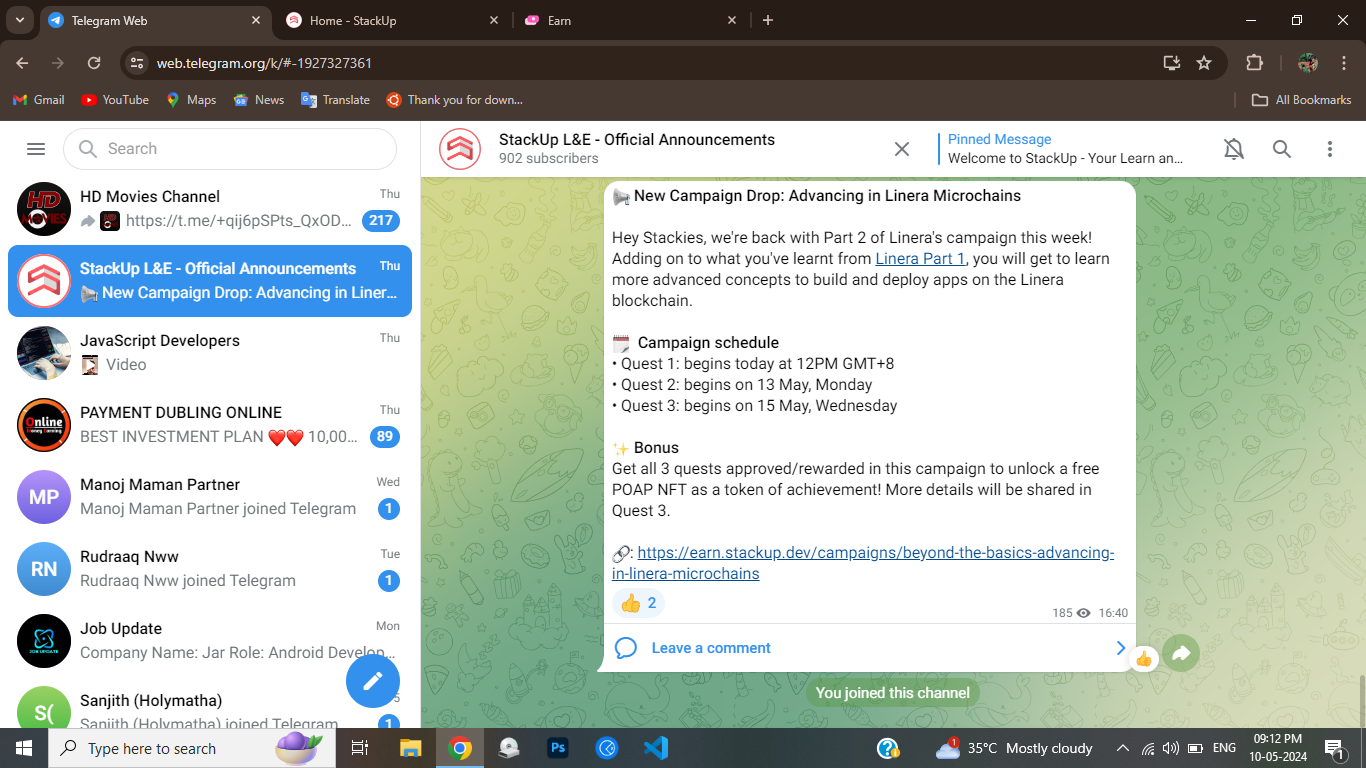 Telegram Web
Home - StackUp
Earn
web.telegram.org/k/#-1927327361
Gmail
YouTube
Maps
News
Translate
Thank you for down...
All Bookmarks
Search
HD Movies Channel
Thu
https://t.me/+qij6pSPts_QxOD...
217
StackUp L&E - Official Announcements
Thu
New Campaign Drop: Advancing in Liner...
JavaScript Developers
Thu
Video
Online
PAYMENT DUBLING ONLINE
Thu
BEST INVESTMENT PLAN ❤️❤️ 10,00...
89
MP
Manoj Maman Partner
Wed
Manoj Maman Partner joined Telegram
1
RN
Rudraaq Nww
Tue
Rudraaq Nww joined Telegram
1
JOB UPDATE
Job Update
Mon
Company Name: Jar Role: Android Develop...
S(
Sanjith (Holymatha)
5
Sanjith (Holymatha) joined Telegram
1
StackUp L&E - Official Announcements
902 subscribers
Pinned Message
Welcome to StackUp - Your Learn an...
New Campaign Drop: Advancing in Linera Microchains
Hey Stackies, we're back with Part 2 of Linera's campaign this week!
Adding on to what you've learnt from Linera Part 1, you will get to learn
more advanced concepts to build and deploy apps on the Linera
blockchain.
🗓 Campaign schedule
• Quest 1: begins today at 12PM GMT+8
• Quest 2: begins on 13 May, Monday
• Quest 3: begins on 15 May, Wednesday
✨ Bonus
Get all 3 quests approved/rewarded in this campaign to unlock a free
POAP NFT as a token of achievement! More details will be shared in
Quest 3.
🔗: https://earn.stackup.dev/campaigns/beyond-the-basics-advancing-
in-linera-microchains
👍 2
185 16:40
Leave a comment
You joined this channel
Type here to search
Ps
1
35°C Mostly cloudy
ENG
09:12 PM
10-05-2024
1